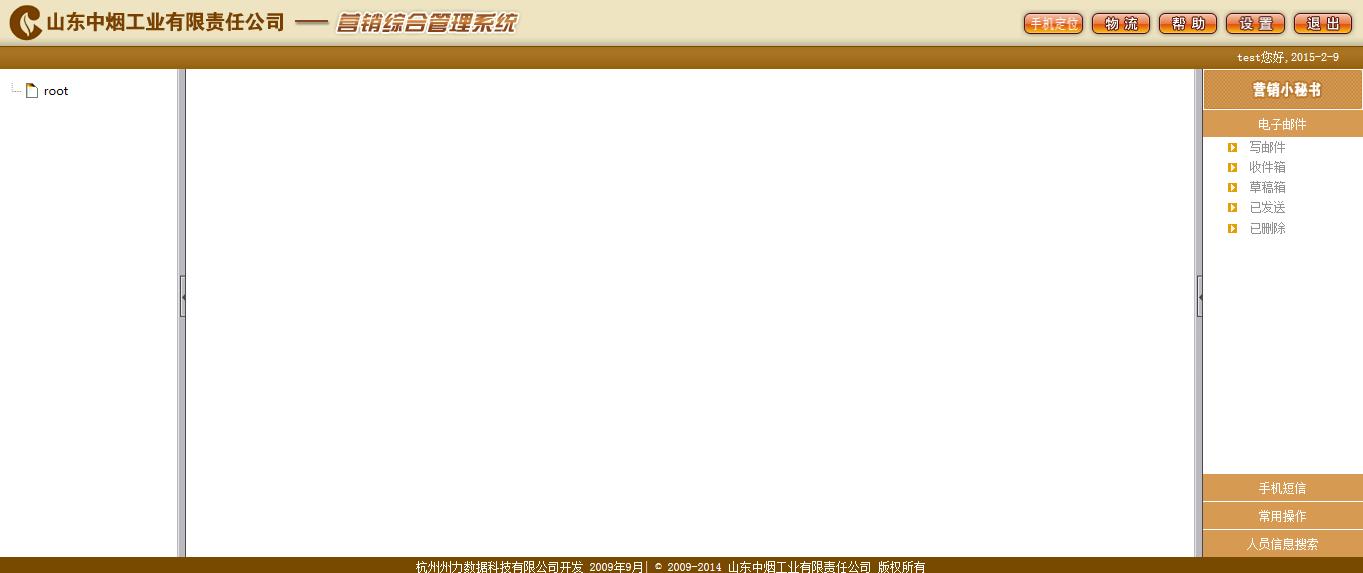 山东中烟工业有限责任公司 — 营销综合管理系统
手机定位 物 流 帮 助 设 置 退 出
test您好,2015-2-9
root
营销小秘书
电子邮件
写邮件
收件箱
草稿箱
已发送
已删除
手机短信
常用操作
人员信息搜索
杭州州力数据科技有限公司开发 2009年9月| © 2009-2014 山东中烟工业有限责任公司 版权所有